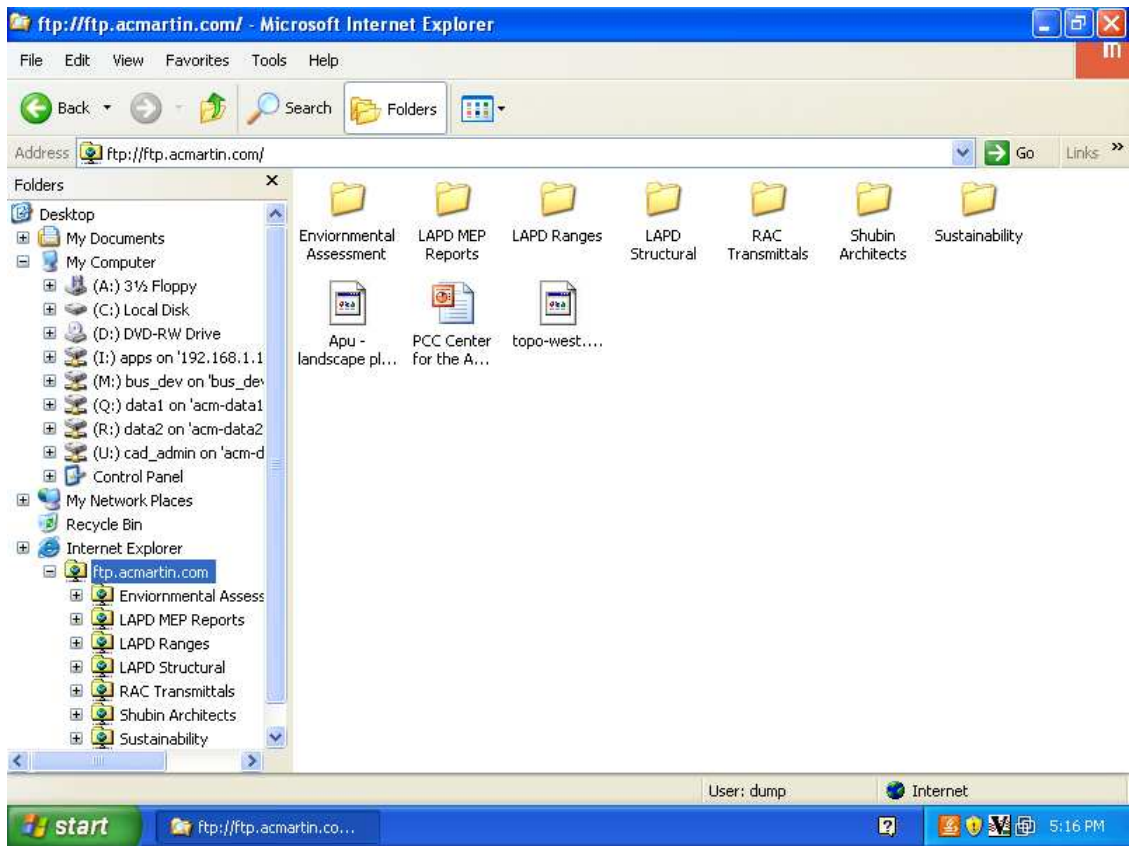 ftp://ftp.acmartin.com/ - Microsoft Internet Explorer
File Edit View Favorites Tools Help
m
Back Search Folders
Address ftp://ftp.acmartin.com/ Go Links »
Folders x
Desktop
My Documents
My Computer
(A:) 3½ Floppy
(C:) Local Disk
(D:) DVD-RW Drive
(I:) apps on '192.168.1.1
(M:) bus_dev on 'bus_dev
(Q:) data1 on 'acm-data1
(R:) data2 on 'acm-data2
(U:) cad_admin on 'acm-d
Control Panel
My Network Places
Recycle Bin
Internet Explorer
ftp.acmartin.com
Enviornmental Assess
LAPD MEP Reports
LAPD Ranges
LAPD Structural
RAC Transmittals
Shubin Architects
Sustainability
Enviornmental
Assessment
LAPD MEP
Reports
LAPD Ranges
LAPD
Structural
RAC
Transmittals
Shubin
Architects
Sustainability
Apu -
landscape pl...
PCC Center
for the A...
topo-west....
User: dump
Internet
start
ftp://ftp.acmartin.co...
5:16 PM